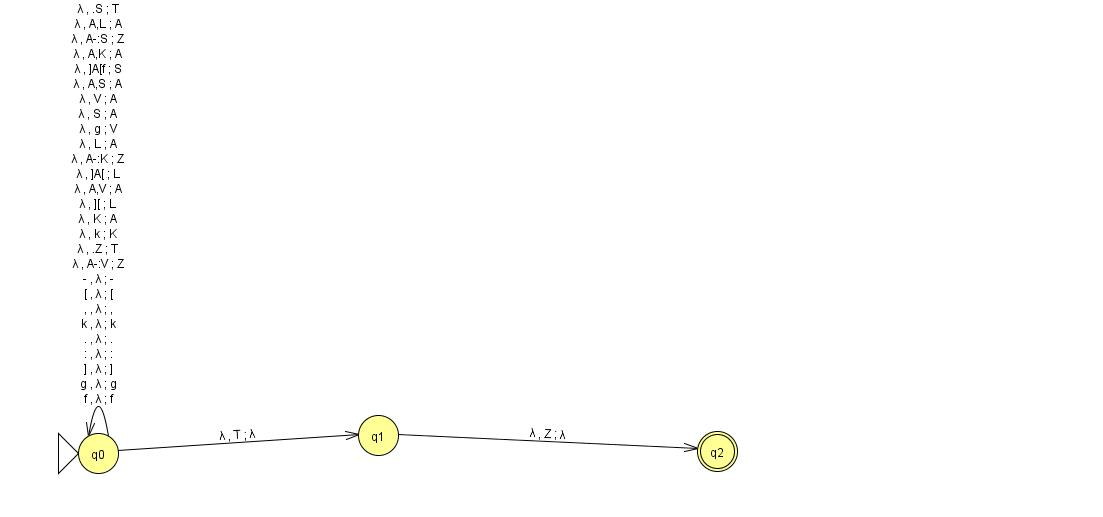 λ , .S ; T
λ , A,L ; A
λ , A-:S ; Z
λ , A,K ; A
λ , ]A[f ; S
λ , A,S ; A
λ , V ; A
λ , S ; A
λ , g ; V
λ , L ; A
λ , A-:K ; Z
λ , ]A[ ; L
λ , A,V ; A
λ , ][ ; L
λ , K ; A
λ , k ; K
λ , .Z ; T
λ , A-:V ; Z
- , λ ; -
[ , λ ; [
, , λ ; ,
k , λ ; k
. , λ ; .
: , λ ; :
] , λ ; ]
g , λ ; g
f , λ ; f
q0
λ , T ; λ
q1
λ , Z ; λ
q2